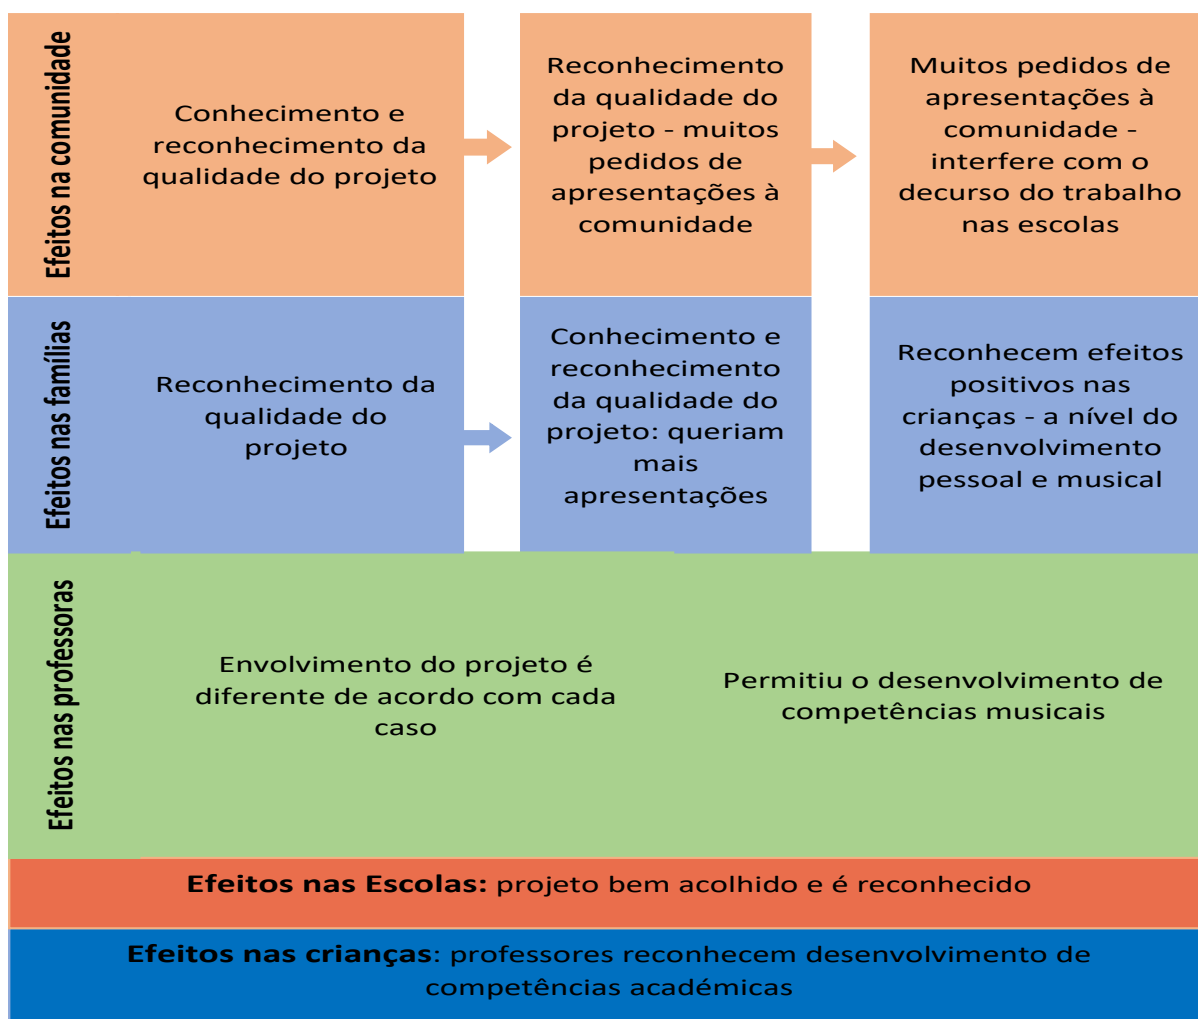 Efeitos na comunidade
Conhecimento e
reconhecimento da
qualidade do projeto
Reconhecimento
da qualidade do
projeto - muitos
pedidos de
apresentações à
comunidade
Muitos pedidos de
apresentações à
comunidade -
interfere com o
decurso do trabalho
nas escolas
Efeitos nas famílias
Reconhecimento da
qualidade do
projeto
Conhecimento e
reconhecimento
da qualidade do
projeto: queriam
mais
apresentações
Reconhecem efeitos
positivos nas
crianças - a nível do
desenvolvimento
pessoal e musical
Efeitos nas professoras
Envolvimento do projeto é
diferente de acordo com cada
caso
Permitiu o desenvolvimento de
competências musicais
Efeitos nas Escolas: projeto bem acolhido e é reconhecido
Efeitos nas crianças: professores reconhecem desenvolvimento de
competências académicas